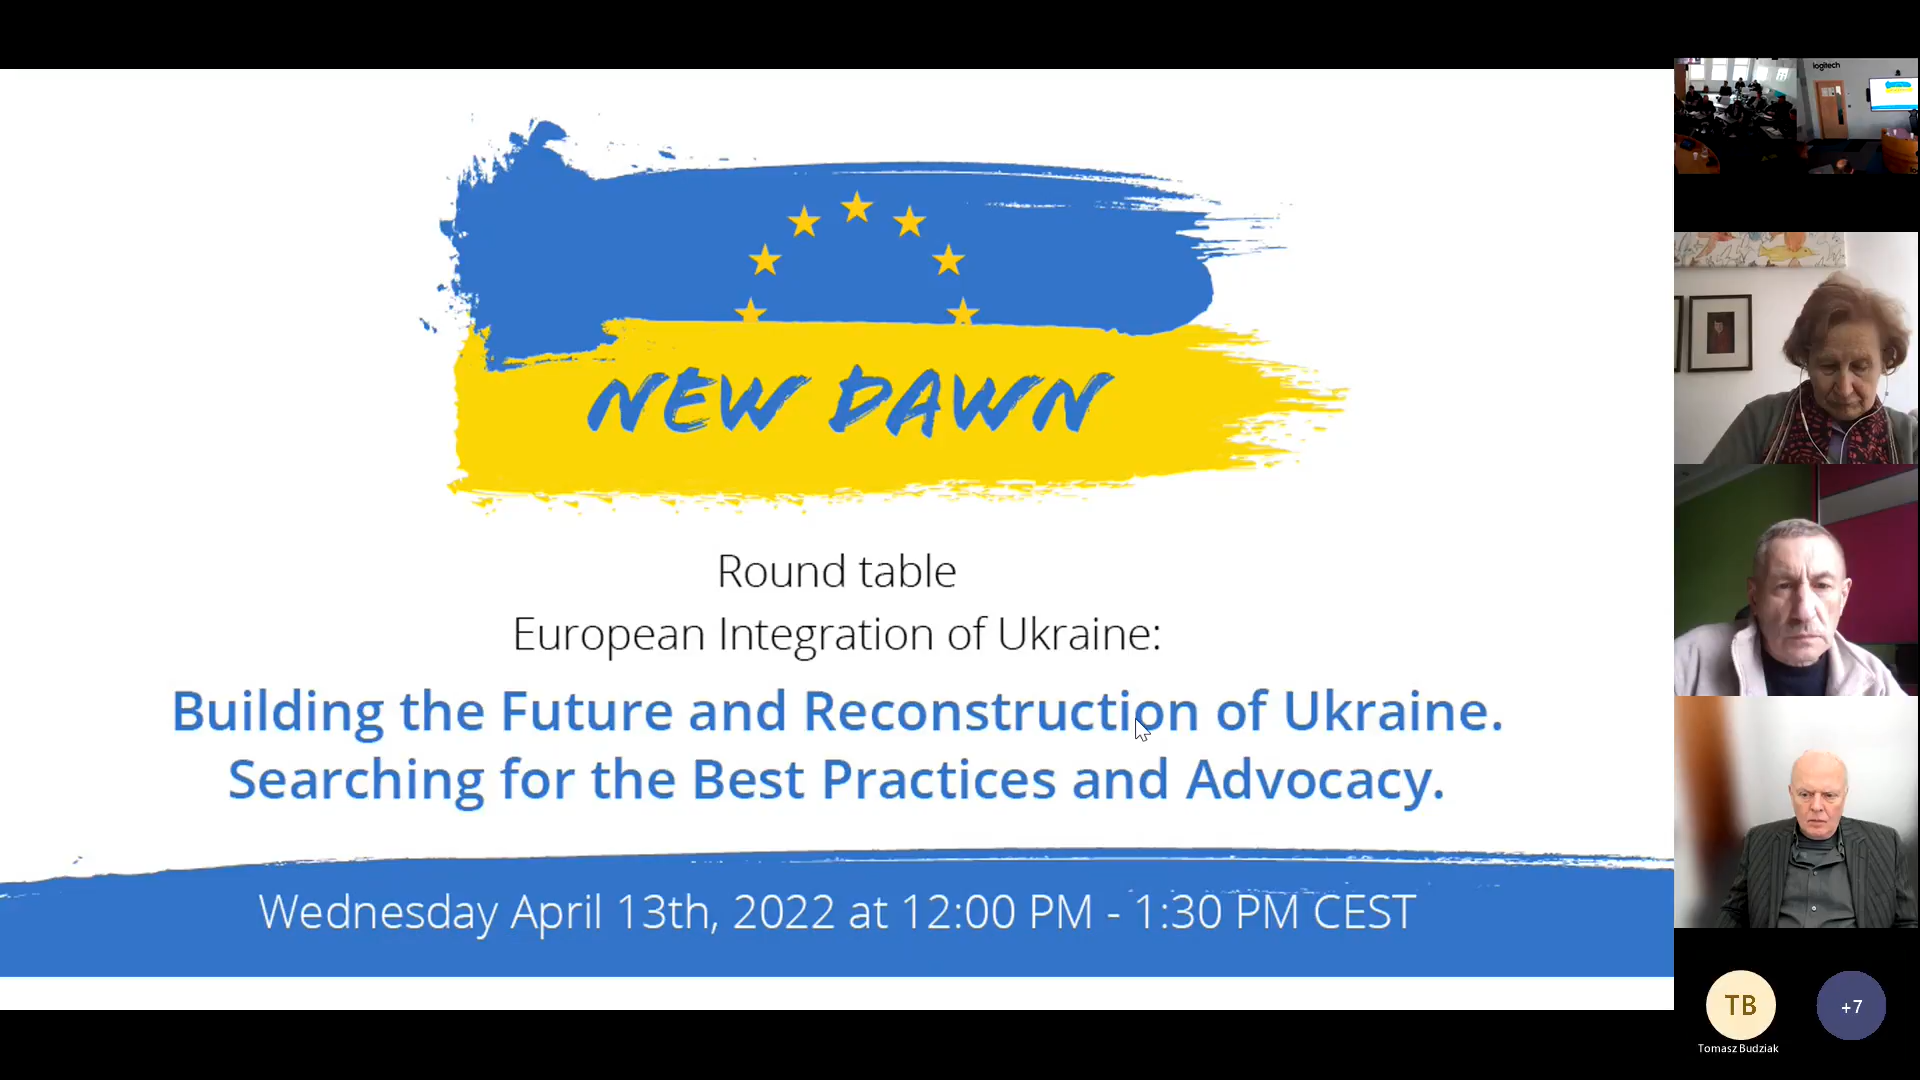 NEW DAWN
Round table
European Integration of Ukraine:
Building the Future and Reconstruction of Ukraine.
Searching for the Best Practices and Advocacy.
Wednesday April 13th, 2022 at 12:00 PM - 1:30 PM CEST
logitech
TB
+7
Tomasz Budziak